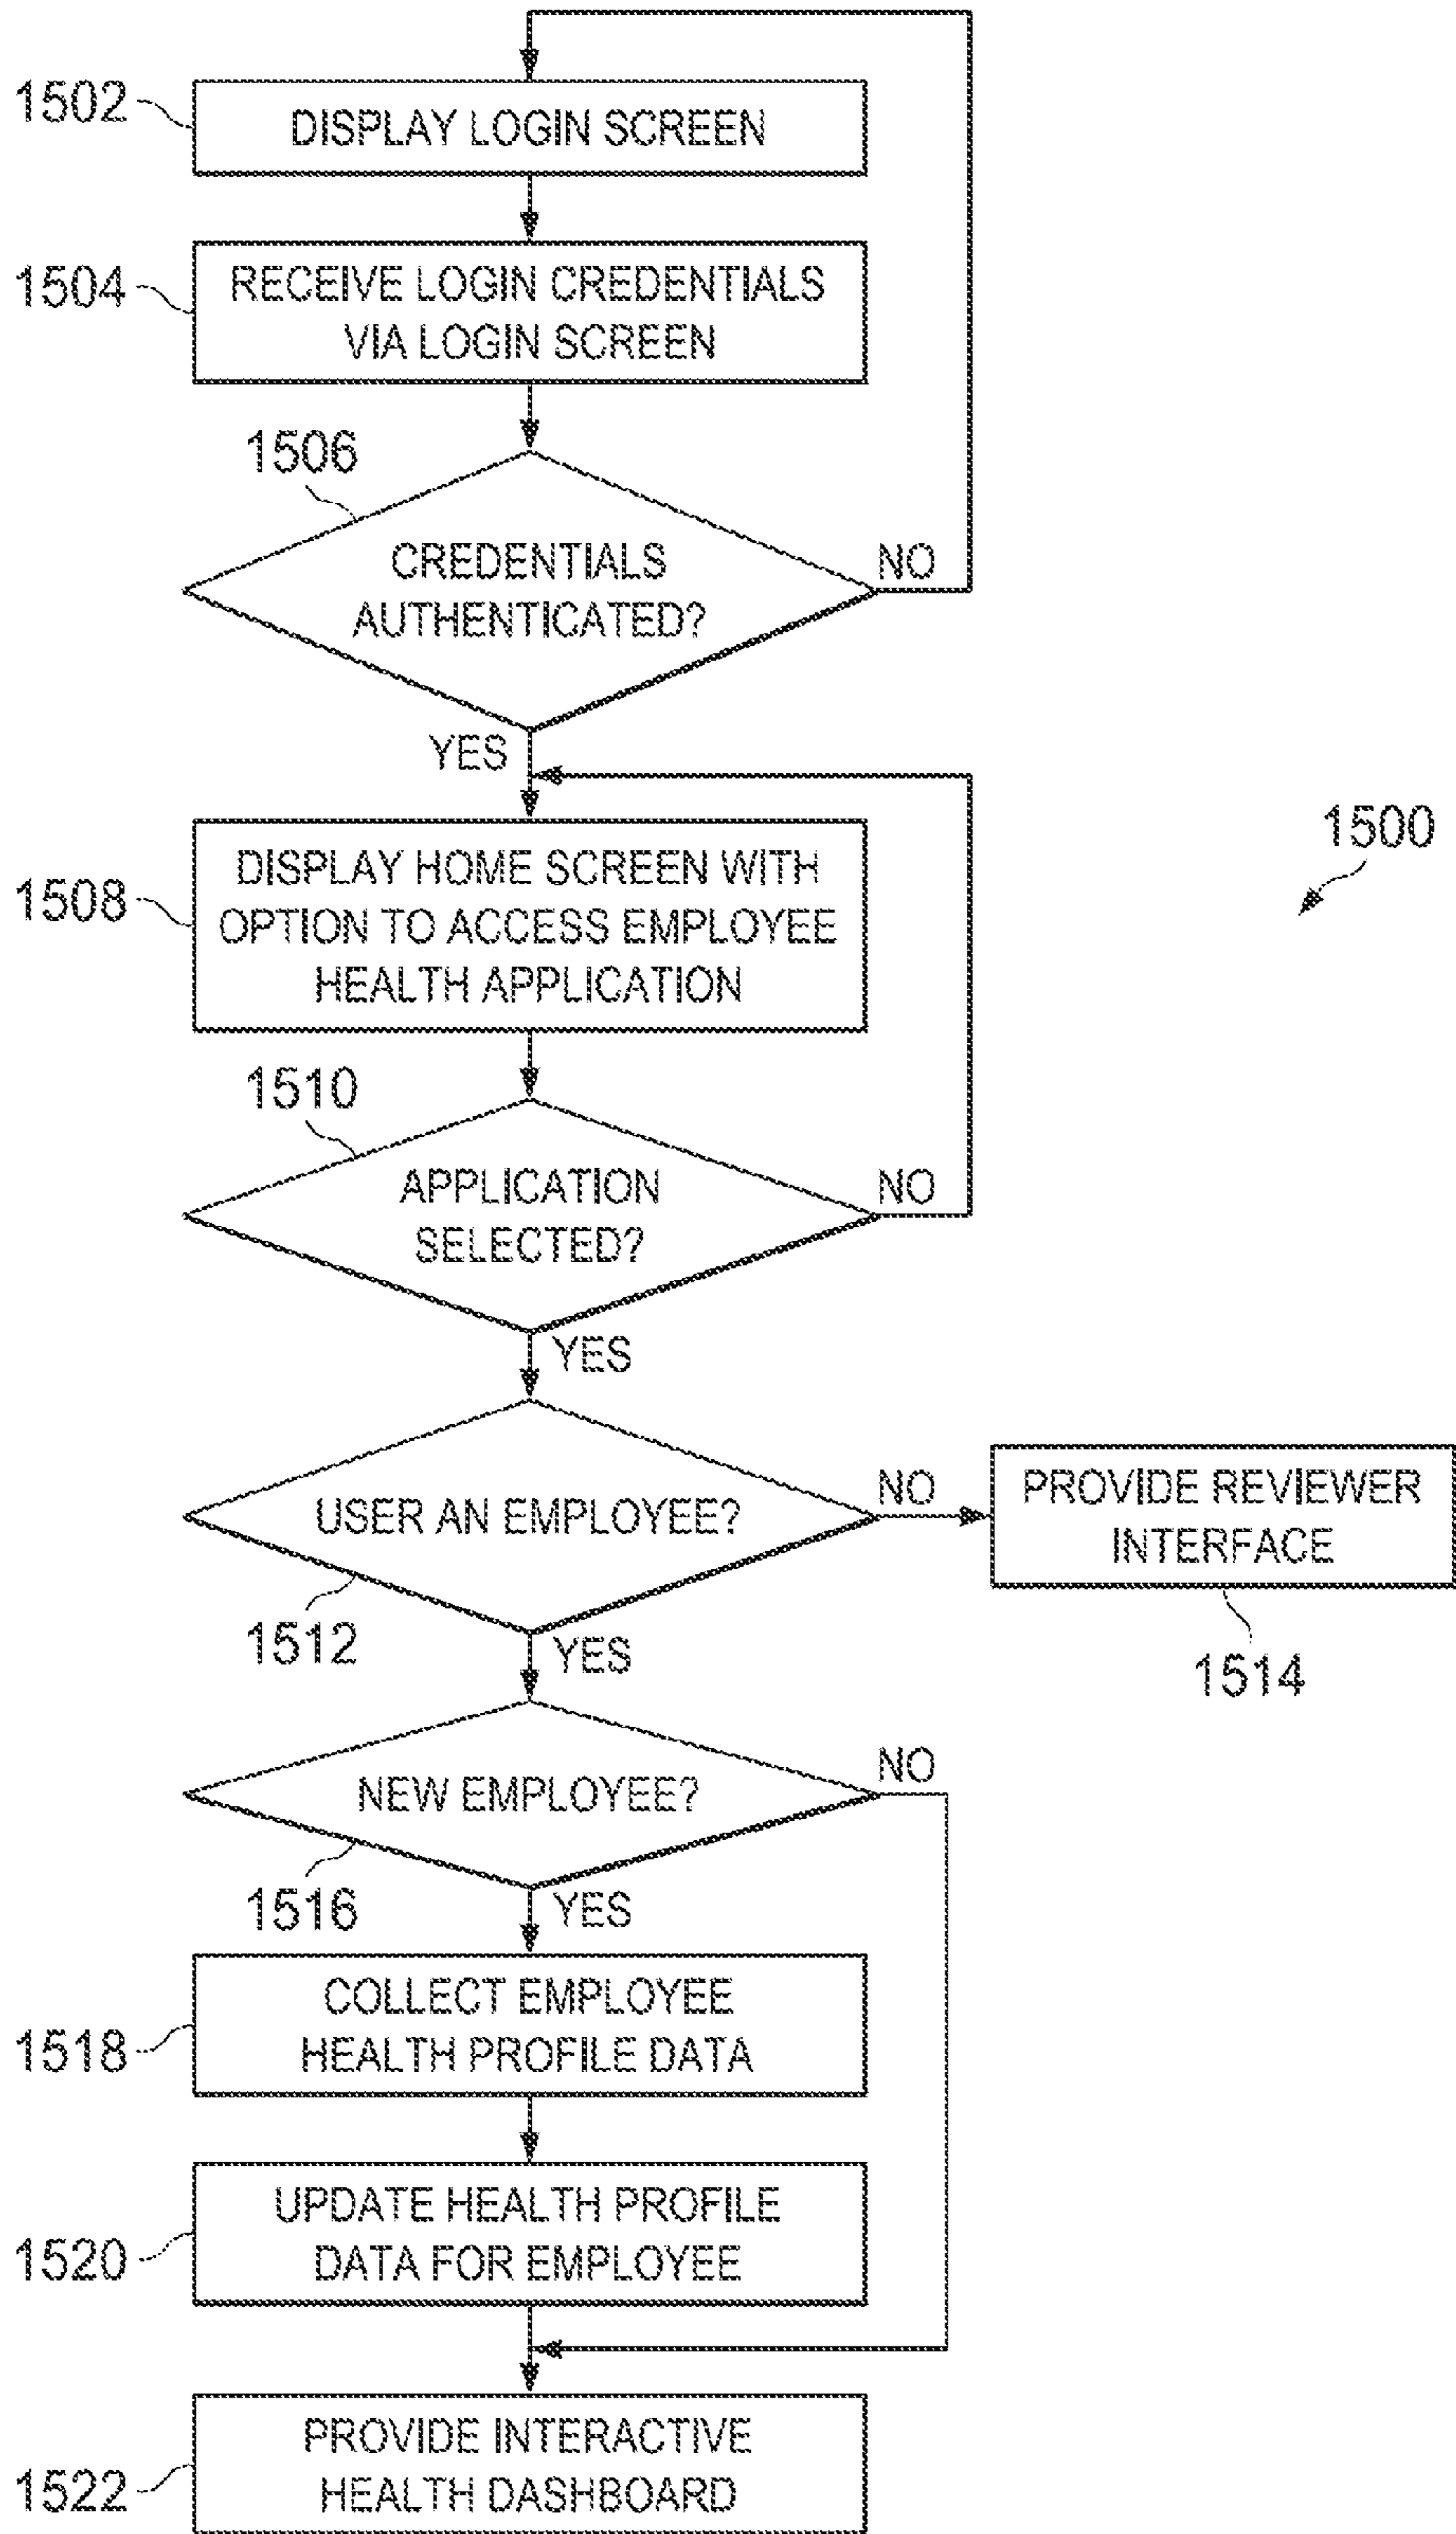 1502
DISPLAY LOGIN SCREEN
1504
RECEIVE LOGIN CREDENTIALS
VIA LOGIN SCREEN
1506
CREDENTIALS
AUTHENTICATED?
NO
YES
1500
1508
DISPLAY HOME SCREEN WITH
OPTION TO ACCESS EMPLOYEE
HEALTH APPLICATION
1510
APPLICATION
SELECTED?
NO
YES
USER AN EMPLOYEE?
NO
PROVIDE REVIEWER
INTERFACE
1512
YES
1514
NEW EMPLOYEE?
NO
1516
YES
1518
COLLECT EMPLOYEE
HEALTH PROFILE DATA
1520
UPDATE HEALTH PROFILE
DATA FOR EMPLOYEE
1522
PROVIDE INTERACTIVE
HEALTH DASHBOARD